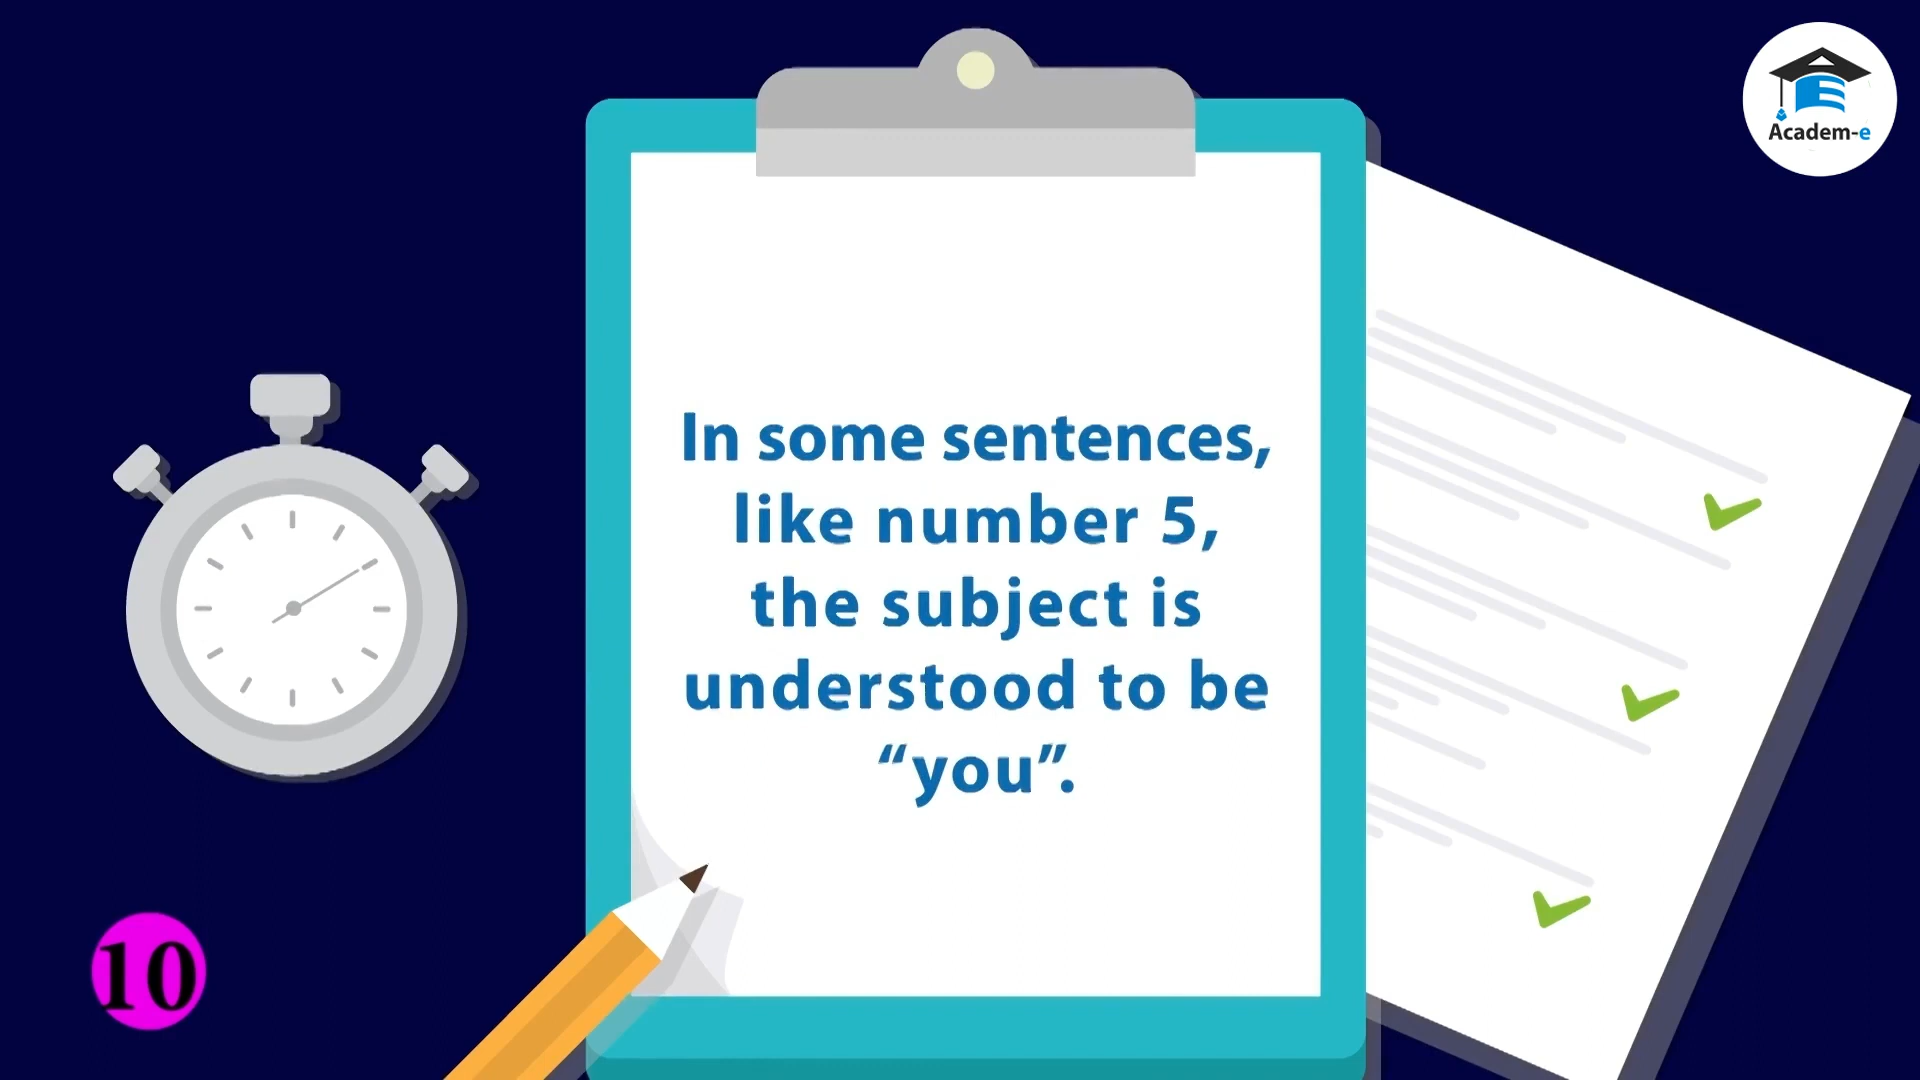 Academ-e
In some sentences,
like number 5,
the subject is
understood to be
“you”.
10